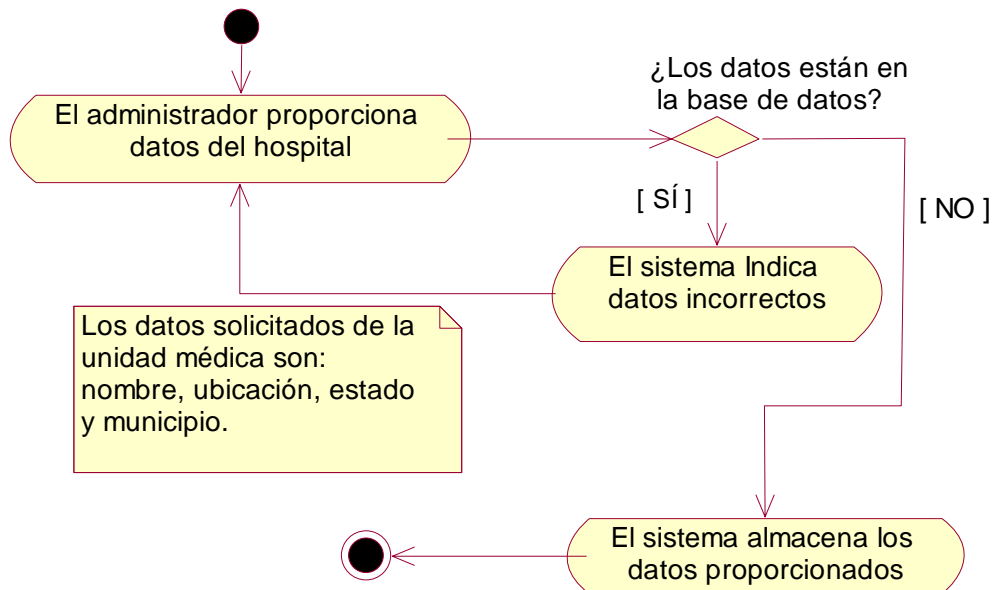 El administrador proporciona
datos del hospital
¿Los datos están en
la base de datos?
[ SÍ ]
[ NO ]
El sistema Indica
datos incorrectos
Los datos solicitados de la
unidad médica son:
nombre, ubicación, estado
y municipio.
El sistema almacena los
datos proporcionados